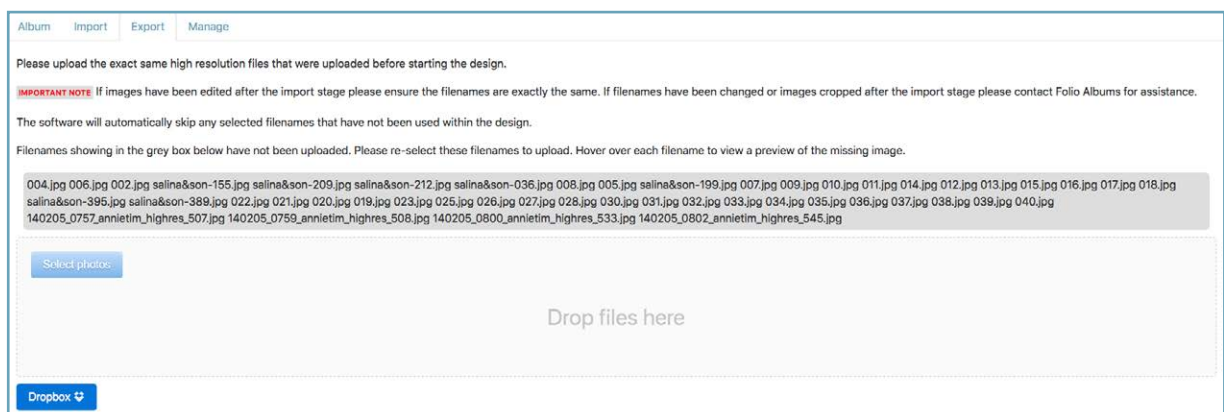 Album Import Export Manage
Please upload the exact same high resolution files that were uploaded before starting the design.
IMPORTANT NOTE If images have been edited after the import stage please ensure the filenames are exactly the same. If filenames have been changed or images cropped after the import stage please contact Folio Albums for assistance.
The software will automatically skip any selected filenames that have not been used within the design.
Filenames showing in the grey box below have not been uploaded. Please re-select these filenames to upload. Hover over each filename to view a preview of the missing image.
004.jpg 006.jpg 002.jpg salina&son-155.jpg salina&son-209.jpg salina&son-212.jpg salina&son-036.jpg 008.jpg 005.jpg salina&son-199.jpg 007.jpg 009.jpg 010.jpg 011.jpg 014.jpg 012.jpg 013.jpg 015.jpg 016.jpg 017.jpg 018.jpg
salina&son-395.jpg salina&son-389.jpg 022.jpg 021.jpg 020.jpg 019.jpg 023.jpg 025.jpg 026.jpg 027.jpg 028.jpg 030.jpg 031.jpg 032.jpg 033.jpg 034.jpg 035.jpg 036.jpg 037.jpg 038.jpg 039.jpg 040.jpg
140205_0757_annietim_highres_507.jpg 140205_0759_annietim_highres_508.jpg 140205_0800_annietim_highres_533.jpg 140205_0802_annietim_highres_545.jpg
Select photos
Drop files here
Dropbox